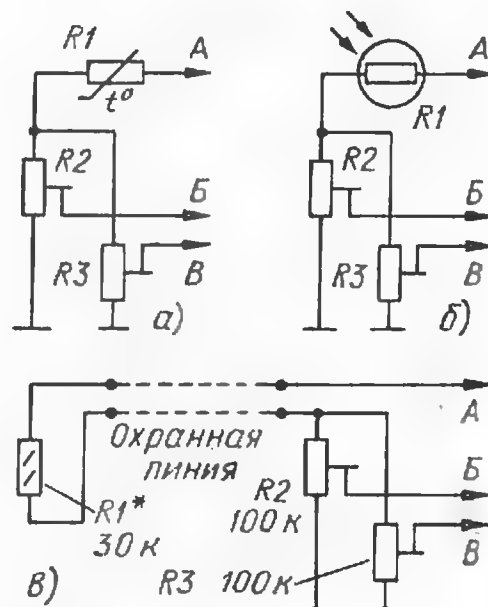 R1
А
t°
R2
Б
R3
В
а)
А
R1
R2
Б
R3
В
б)
А
Охранная
линия
R1*
30 к
R2
100 к
Б
В
R3 100 к
в)